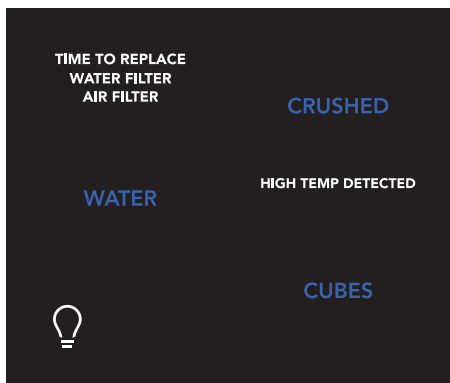 TIME TO REPLACE
WATER FILTER
AIR FILTER
CRUSHED
WATER
HIGH TEMP DETECTED
CUBES